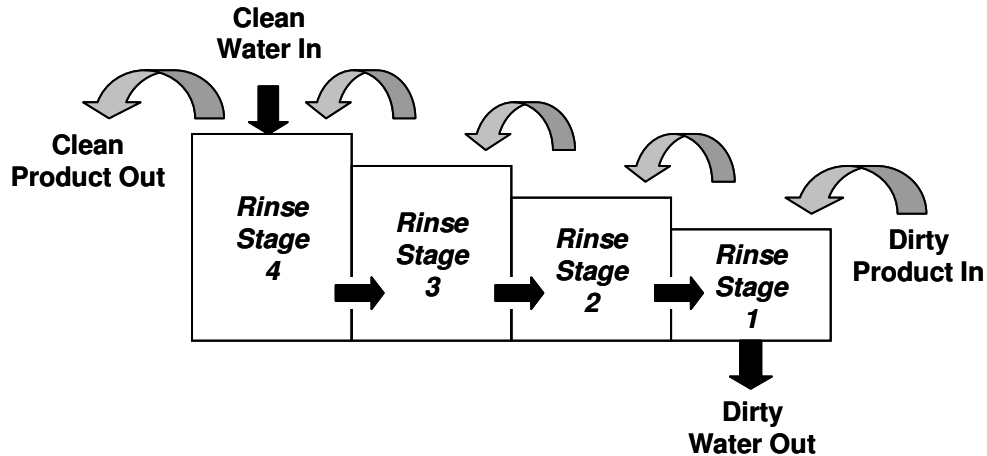 Clean
Water In
Clean
Product Out
Rinse
Stage
4
Rinse
Stage
3
Rinse
Stage
2
Rinse
Stage
1
Dirty
Product In
Dirty
Water Out